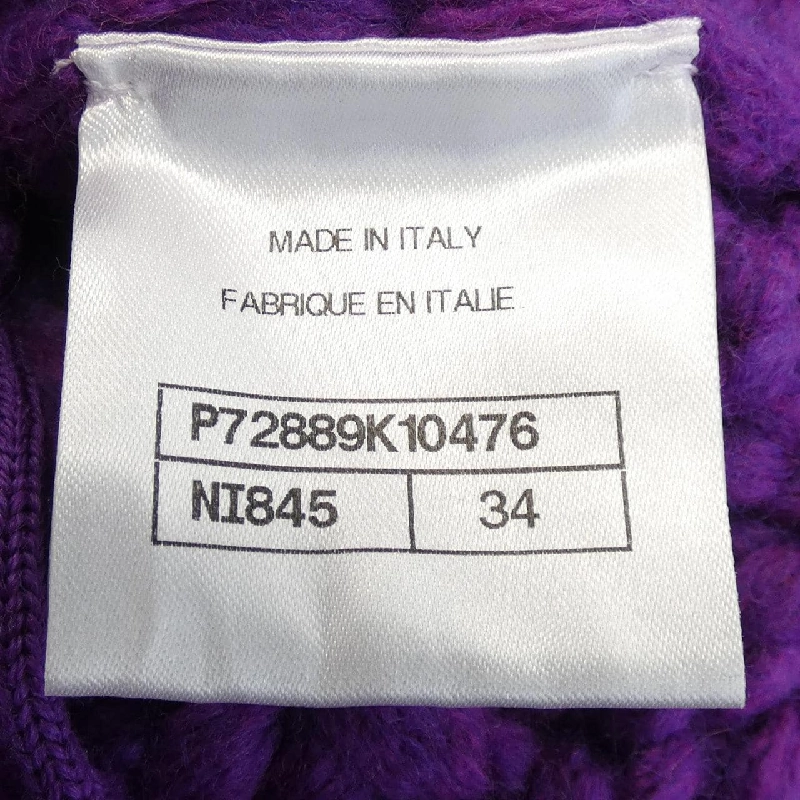 MADE IN ITALY
FABRIQUE EN ITALIE
P72889K10476
NI845 34